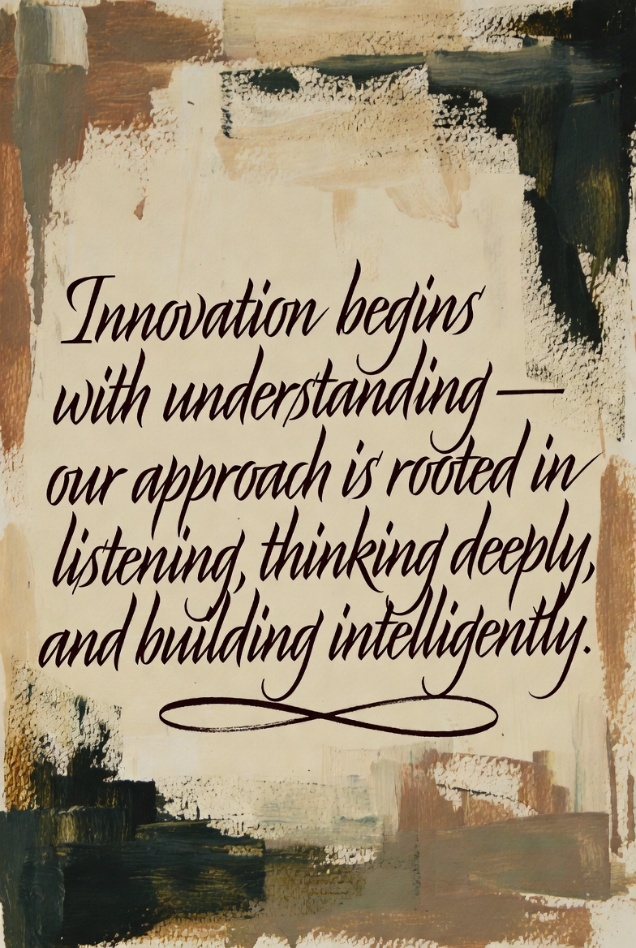 Innovation begins
with understanding —
our approach is rooted in
listening, thinking deeply,
and building intelligently.